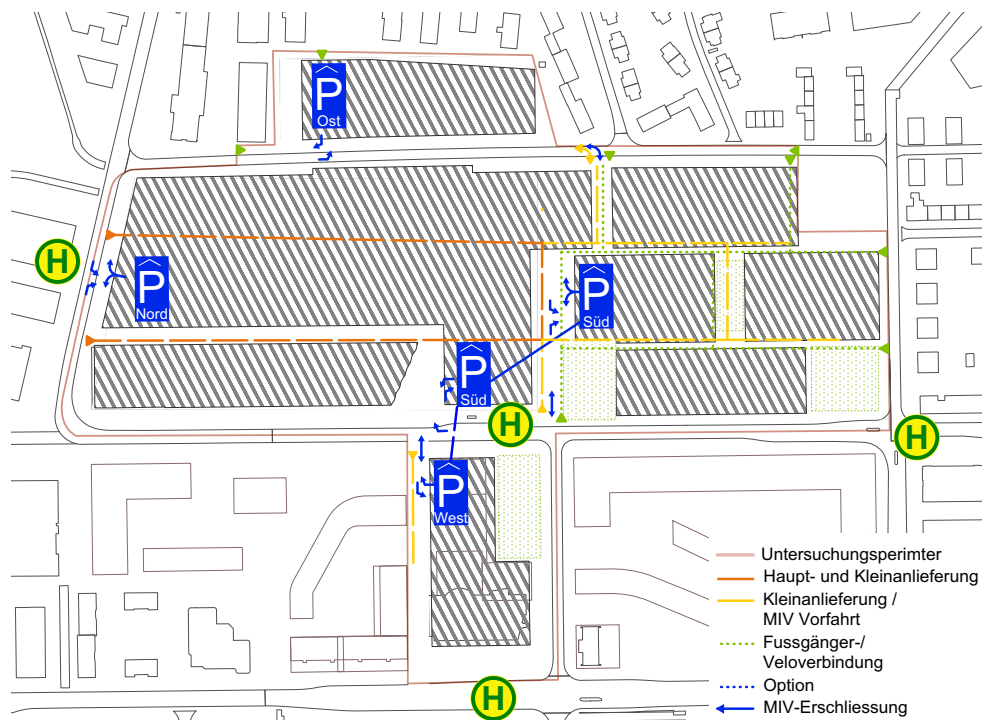 P
Ost
H
P
Nord
P
Süd
P
Süd
H
H
P
West
H
Untersuchungsperimter
Haupt- und Kleinanlieferung
Kleinanlieferung /
MIV Vorfahrt
Fussgänger-/
Veloverbindung
Option
MIV-Erschliessung